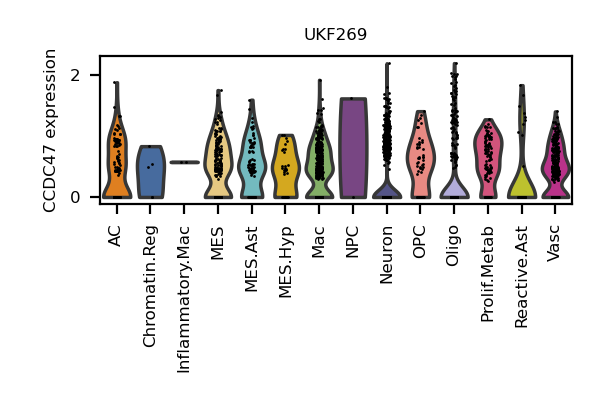 UKF269
CCDC47 expression
2
0
AC
Chromatin.Reg
Inflammatory.Mac
MES
MES.Ast
MES.Hyp
Mac
NPC
Neuron
OPC
Oligo
Prolif.Metab
Reactive.Ast
Vasc